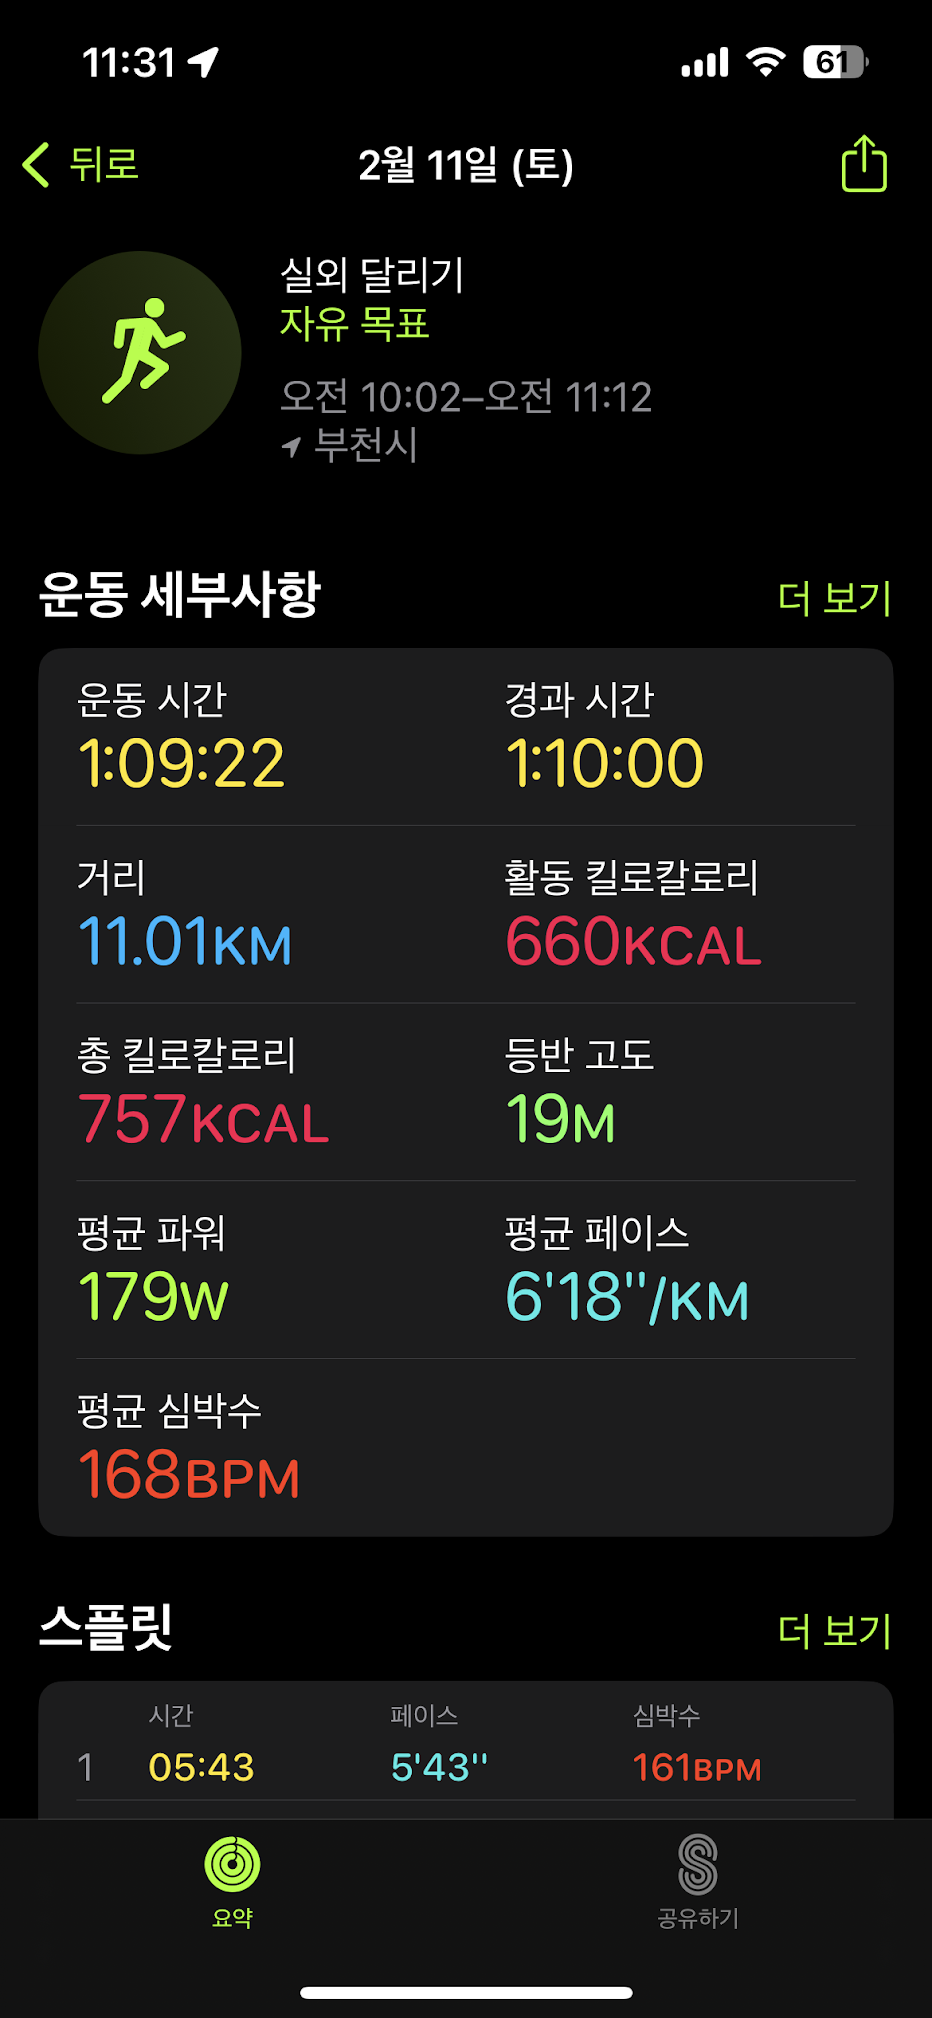 11:31
61
뒤로
2월 11일 (토)
실외 달리기
자유 목표
오전 10:02–오전 11:12
부천시
운동 세부사항
더 보기
운동 시간
경과 시간
1:09:22
1:10:00
거리
활동 킬로칼로리
11.01KM
660KCAL
총 킬로칼로리
등반 고도
757KCAL
19M
평균 파워
평균 페이스
179W
6'18"/KM
평균 심박수
168BPM
스플릿
더 보기
시간
페이스
심박수
1
05:43
5'43''
161BPM
요약
공유하기